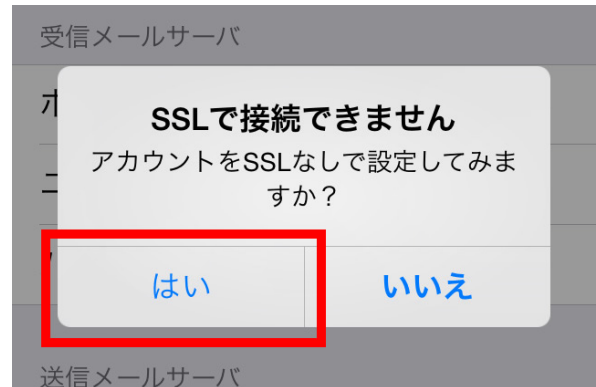 受信メールサーバ
SSLで接続できません
アカウントをSSLなしで設定してみま
すか？
はい
いいえ
送信メールサーバ